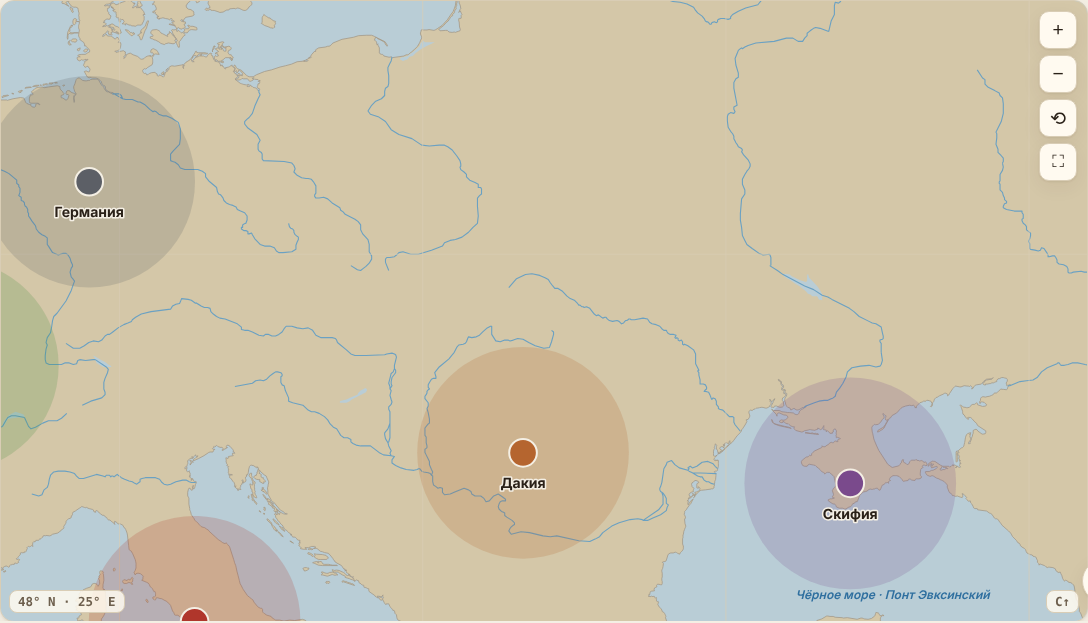 +
−
⟲
⛶
Германия
Дакия
Скифия
Чёрное море · Понт Эвксинский
48° N · 25° E
С↑